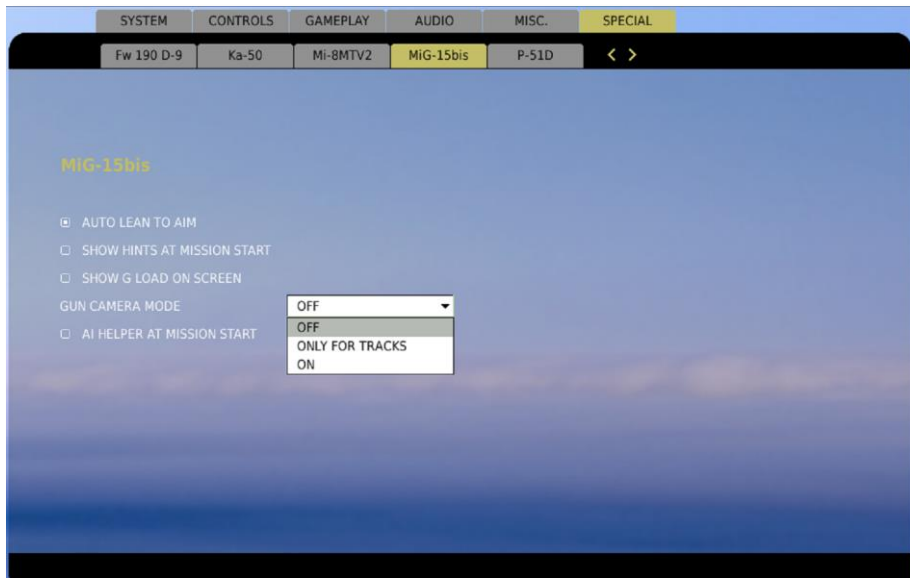 SYSTEM CONTROLS GAMEPLAY AUDIO MISC. SPECIAL
Fw 190 D-9 Ka-50 Mi-8MTV2 MiG-15bis P-51D < >
MiG-15bis
AUTO LEAN TO AIM
SHOW HINTS AT MISSION START
SHOW G LOAD ON SCREEN
GUN CAMERA MODE OFF
OFF
AI HELPER AT MISSION START
ONLY FOR TRACKS
ON